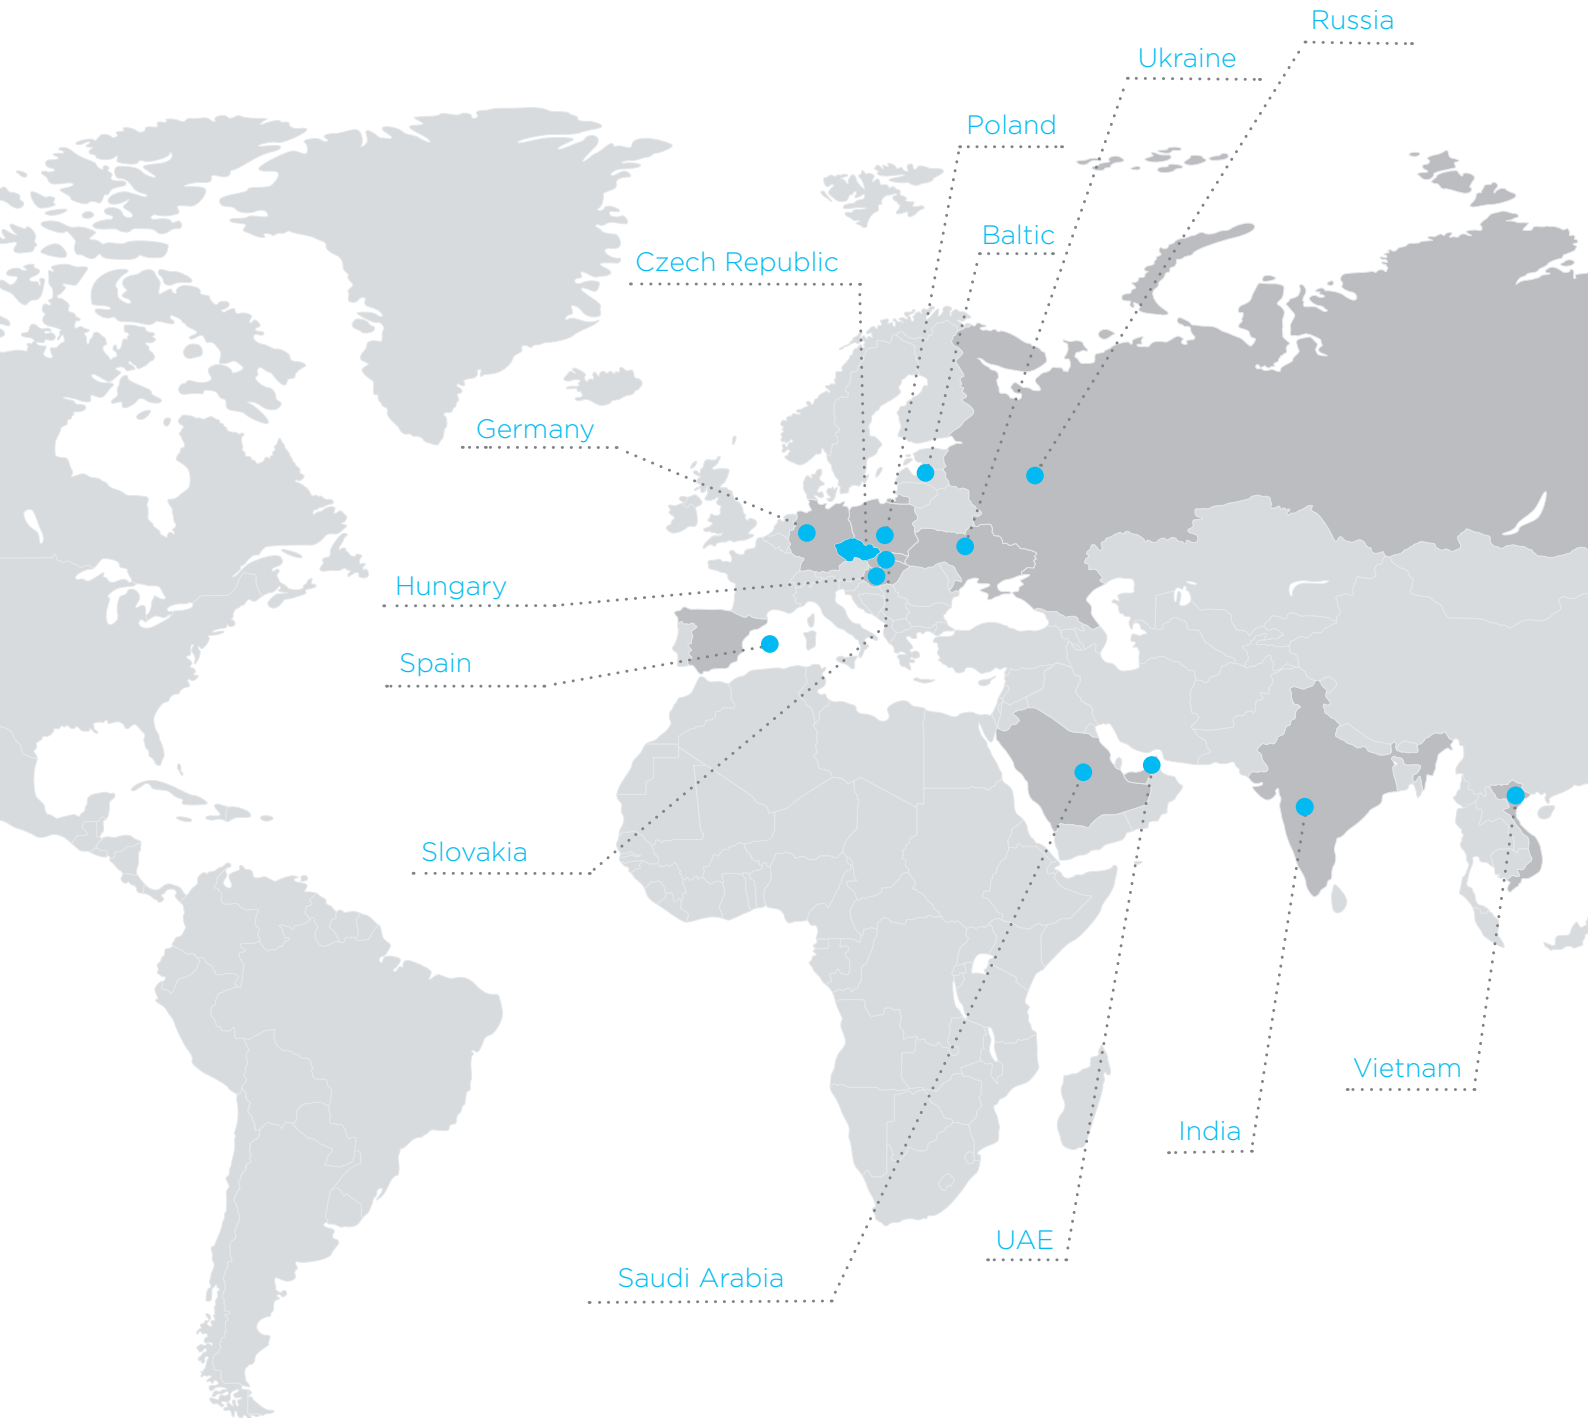 Russia
Ukraine
Poland
Baltic
Czech Republic
Germany
Hungary
Spain
Slovakia
Vietnam
India
UAE
Saudi Arabia